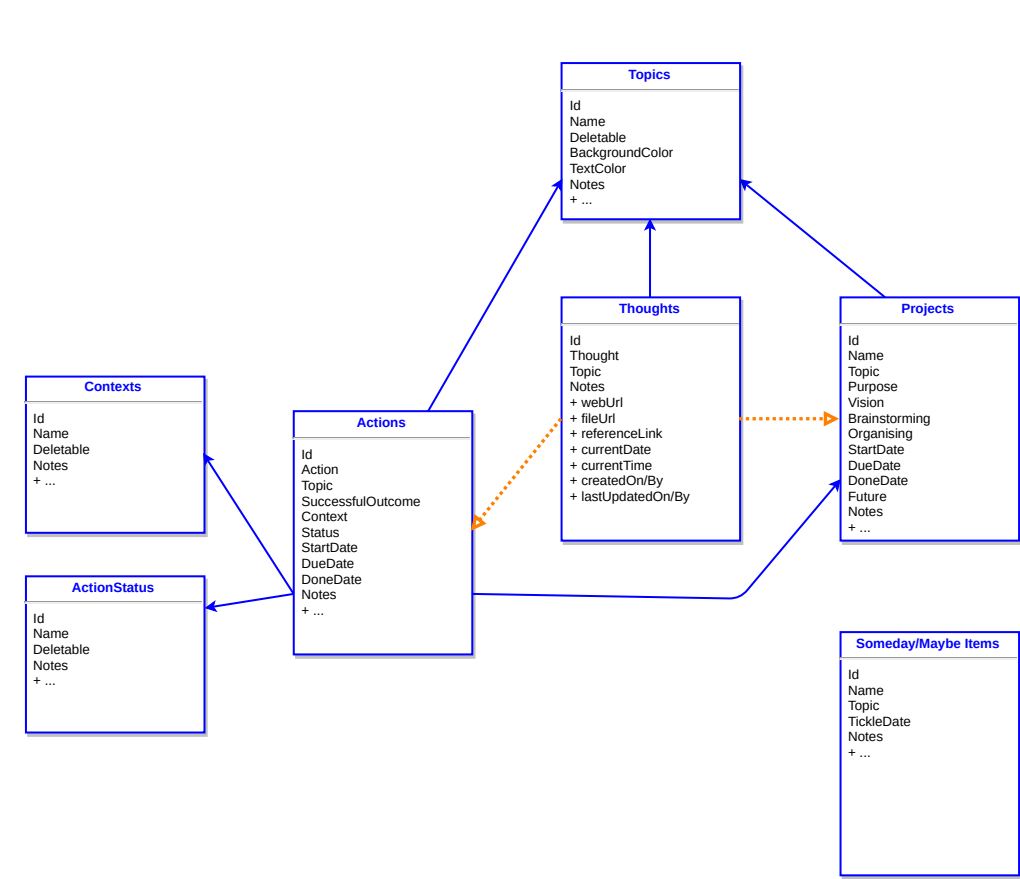 Topics
Id
Name
Deletable
BackgroundColor
TextColor
Notes
+ ...
Thoughts
Id
Thought
Topic
Notes
+ webUrl
+ fileUrl
+ referenceLink
+ currentDate
+ currentTime
+ createdOn/By
+ lastUpdatedOn/By
Projects
Id
Name
Topic
Purpose
Vision
Brainstorming
Organising
StartDate
DueDate
DoneDate
Future
Notes
+ ...
Contexts
Id
Name
Deletable
Notes
+ ...
Actions
Id
Action
Topic
SuccessfulOutcome
Context
Status
StartDate
DueDate
DoneDate
Notes
+ ...
ActionStatus
Id
Name
Deletable
Notes
+ ...
Someday/Maybe Items
Id
Name
Topic
TickleDate
Notes
+ ...